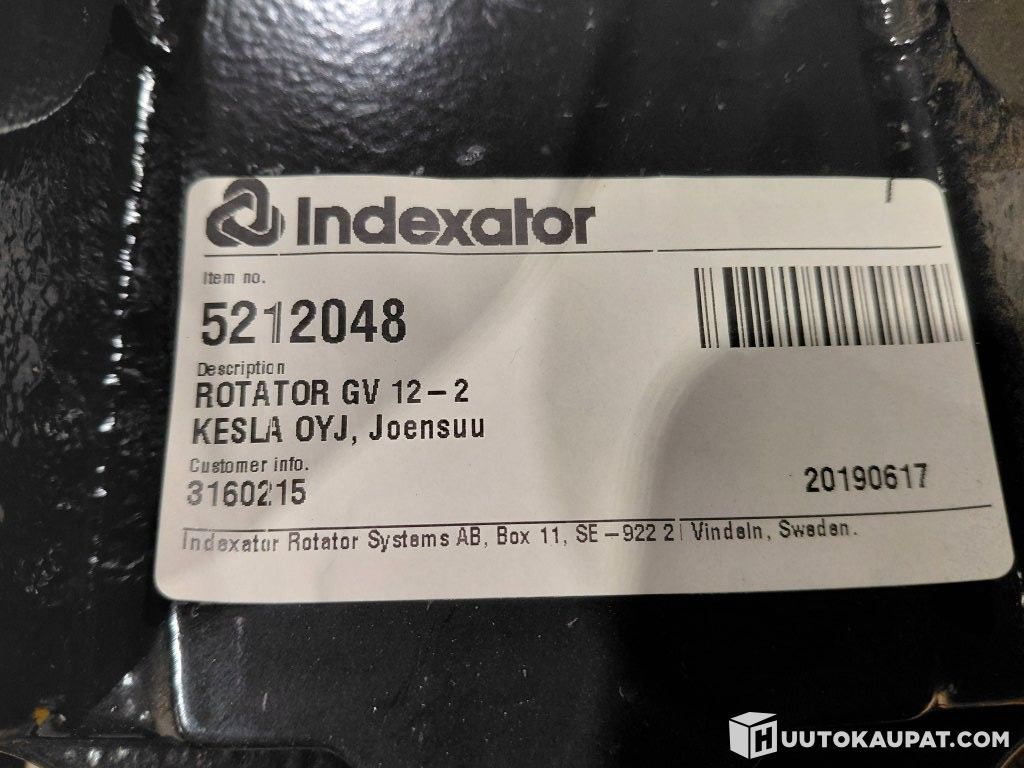 Indexator
Item no.
5212048
Description
ROTATOR GV 12-2
KESLA OYJ, Joensuu
Customer info.
3160215
20190617
Indexator Rotator Systems AB, Box 11, SE-922 21 Vindeln, Sweden.
HUUTOKAUPAT.COM